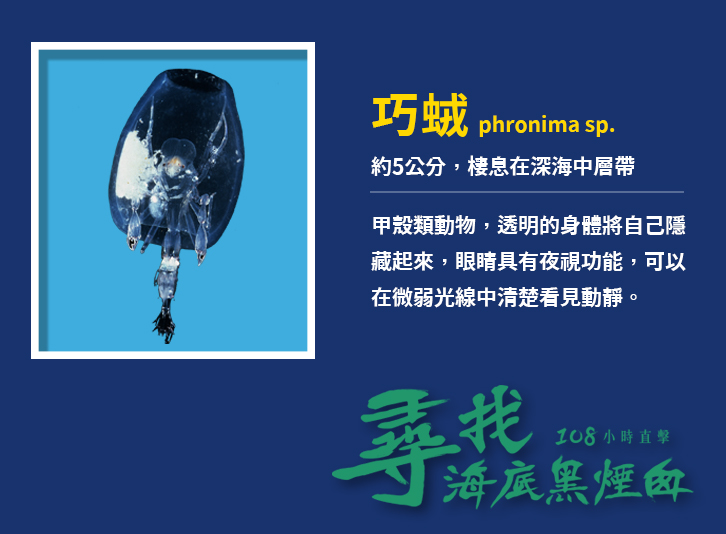 巧蜮 phronima sp.
約5公分，棲息在深海中層帶
甲殼類動物，透明的身體將自己隱
藏起來，眼睛具有夜視功能，可以
在微弱光線中清楚看見動靜。
尋找
108小時直擊
海底黑煙囪